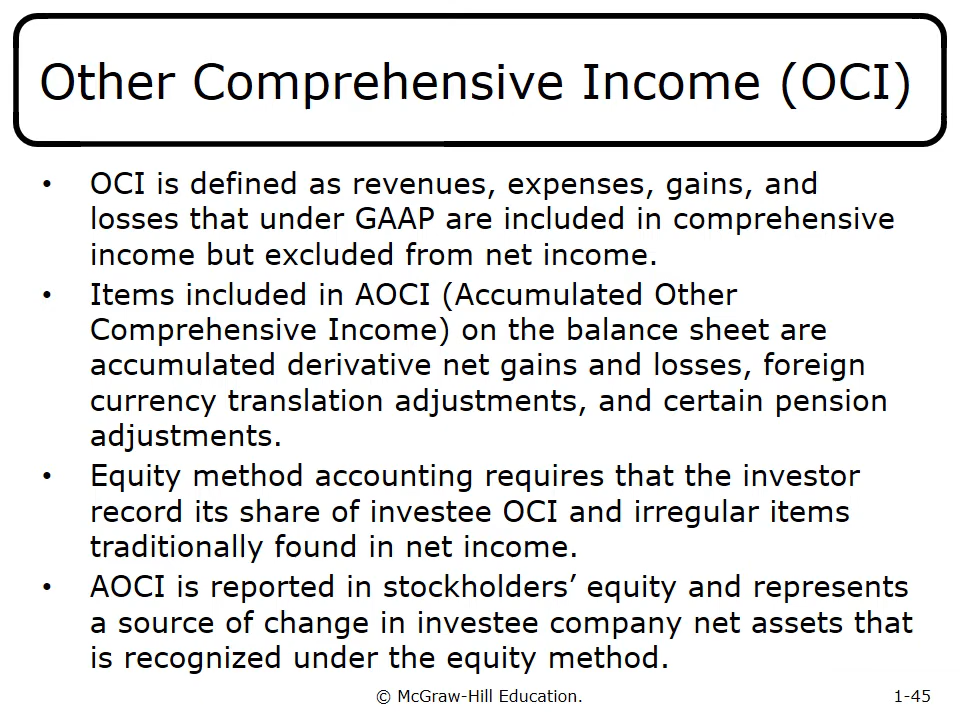 Other Comprehensive Income (OCI)
• OCI is defined as revenues, expenses, gains, and
losses that under GAAP are included in comprehensive
income but excluded from net income.
• Items included in AOCI (Accumulated Other
Comprehensive Income) on the balance sheet are
accumulated derivative net gains and losses, foreign
currency translation adjustments, and certain pension
adjustments.
• Equity method accounting requires that the investor
record its share of investee OCI and irregular items
traditionally found in net income.
• AOCI is reported in stockholders’ equity and represents
a source of change in investee company net assets that
is recognized under the equity method.
© McGraw-Hill Education. 1-45